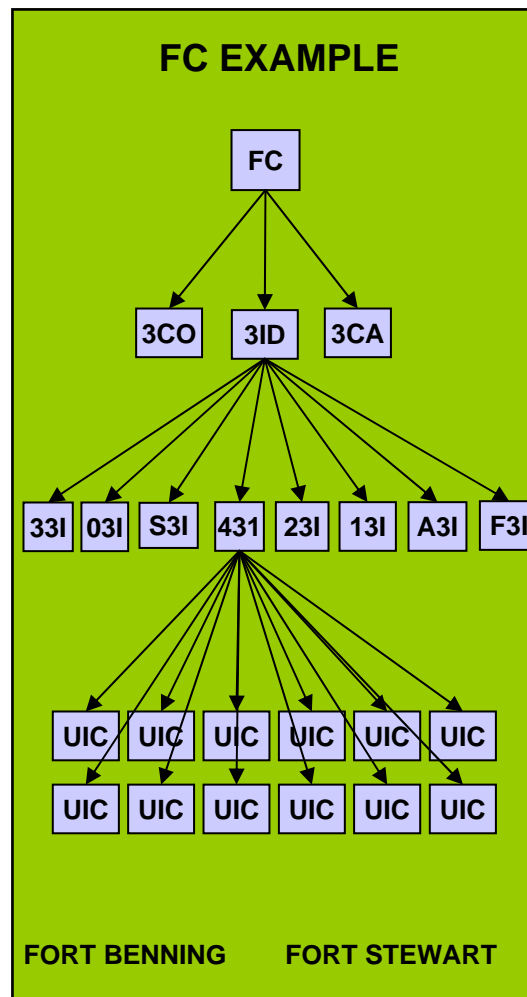 FC EXAMPLE
FC
3CO 3ID 3CA
33I 03I S3I 431 23I 13I A3I F3I
UIC UIC UIC UIC UIC UIC
UIC UIC UIC UIC UIC UIC
FORT BENNING FORT STEWART